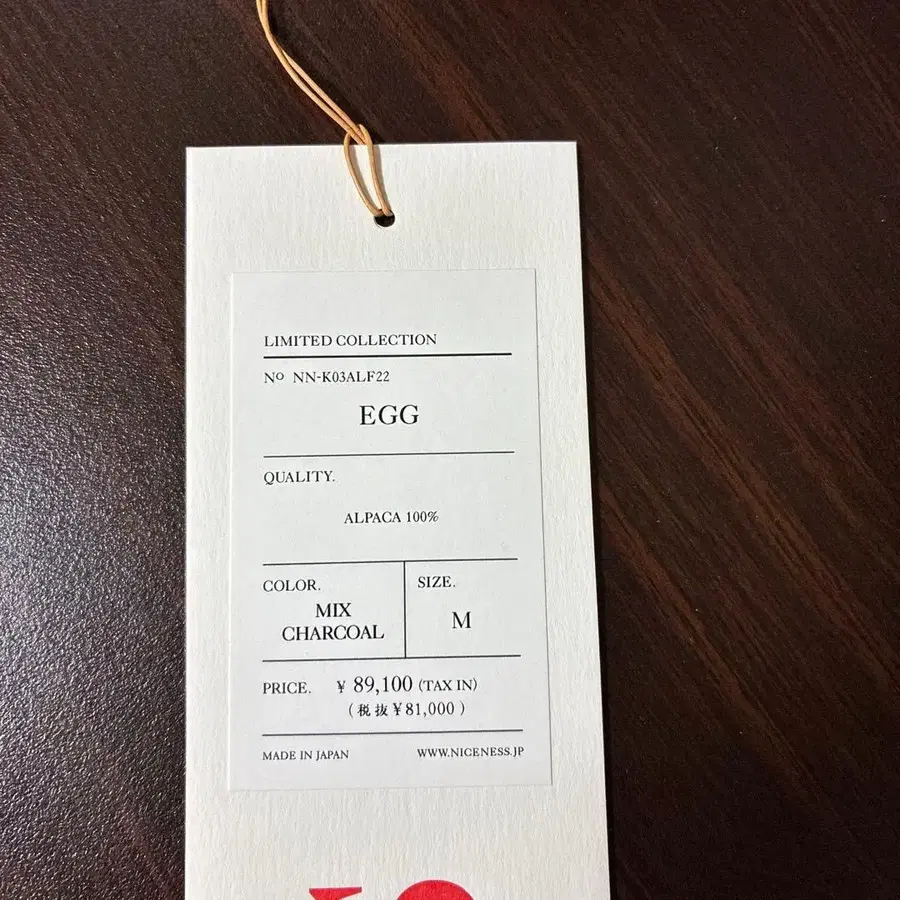 LIMITED COLLECTION
Nº NN-K03ALF22
EGG
QUALITY.
ALPACA 100%
COLOR.
MIX
CHARCOAL
SIZE.
M
PRICE. ¥ 89,100 (TAX IN)
(税抜¥81,000)
MADE IN JAPAN
WWW.NICENESS.JP